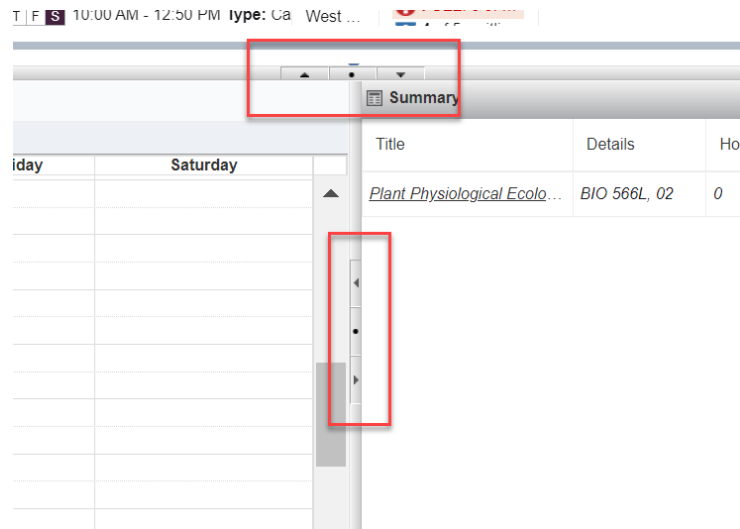 T F S 10:00 AM - 12:50 PM Type: Ca West ...
Summary
Title Details Ho
iday Saturday
Plant Physiological Ecolo... BIO 566L, 02 0